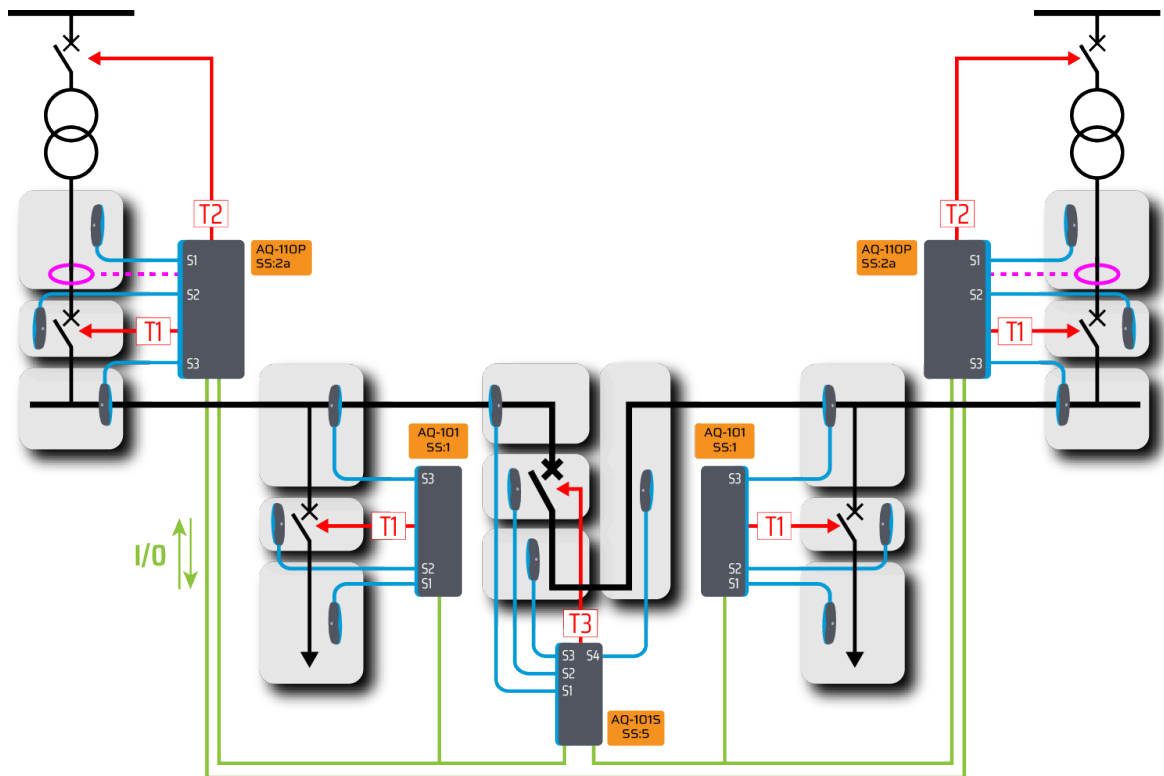 T2
AQ-110P
SS:2a
S1
S2
T1
S3
T2
AQ-110P
SS:2a
S1
S2
T1
S3
AQ-101
SS:1
S3
T1
S2
S1
I/O
AQ-101
SS:1
S3
T1
S2
S1
T3
S3 S4
S2
S1
AQ-101S
SS:5